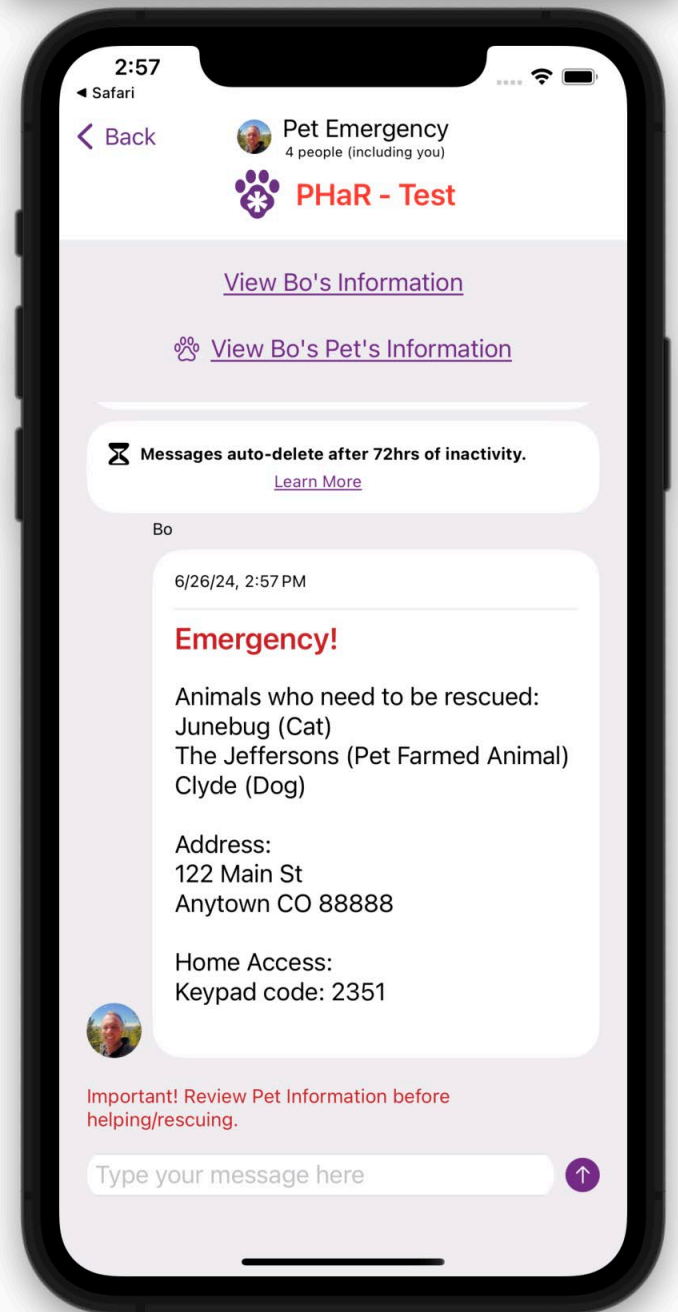 2:57
Safari
Back
Pet Emergency
4 people (including you)
PHaR - Test
View Bo's Information
View Bo's Pet's Information
Messages auto-delete after 72hrs of inactivity.
Learn More
Bo
6/26/24, 2:57 PM
Emergency!
Animals who need to be rescued:
Junebug (Cat)
The Jeffersons (Pet Farmed Animal)
Clyde (Dog)
Address:
122 Main St
Anytown CO 88888
Home Access:
Keypad code: 2351
Important! Review Pet Information before
helping/rescuing.
Type your message here